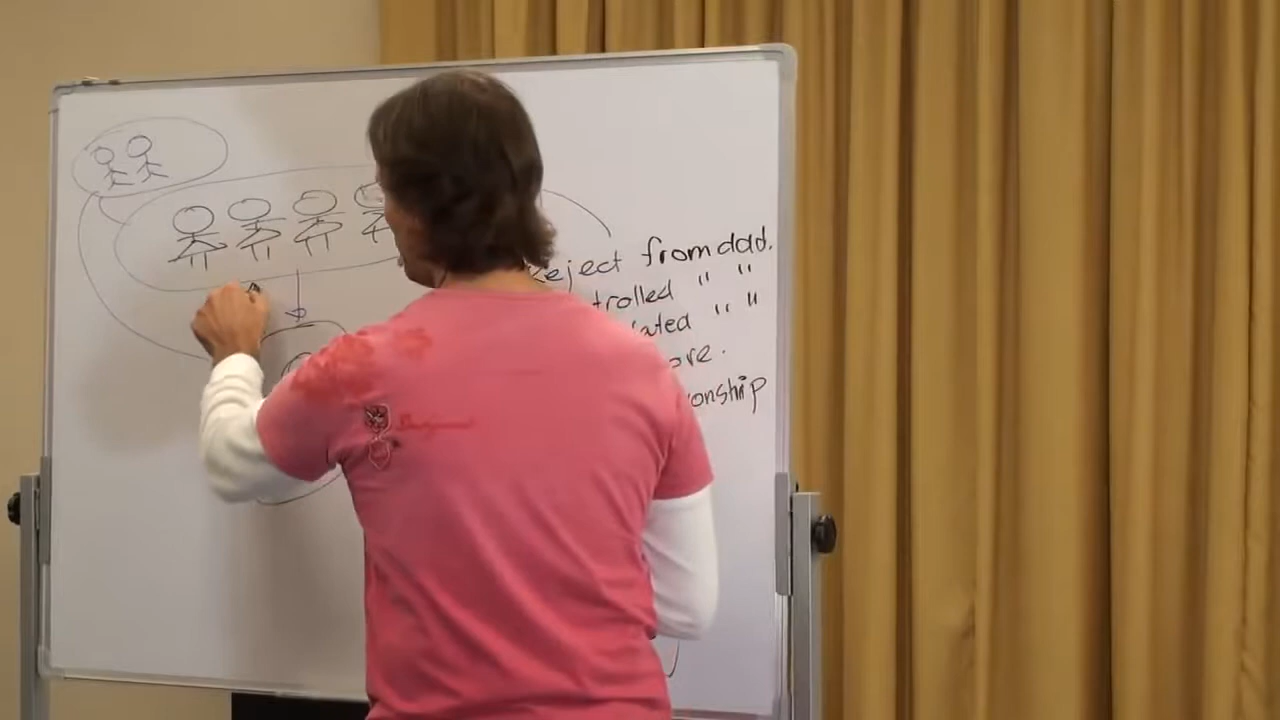 Reject from dad.
trolled " "
ated " "
ore.
onship